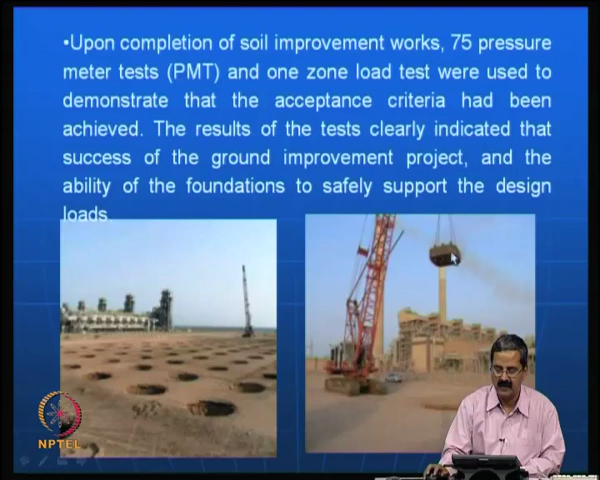 •Upon completion of soil improvement works, 75 pressure
meter tests (PMT) and one zone load test were used to
demonstrate that the acceptance criteria had been
achieved. The results of the tests clearly indicated that
success of the ground improvement project, and the
ability of the foundations to safely support the design
loads
NPTEL